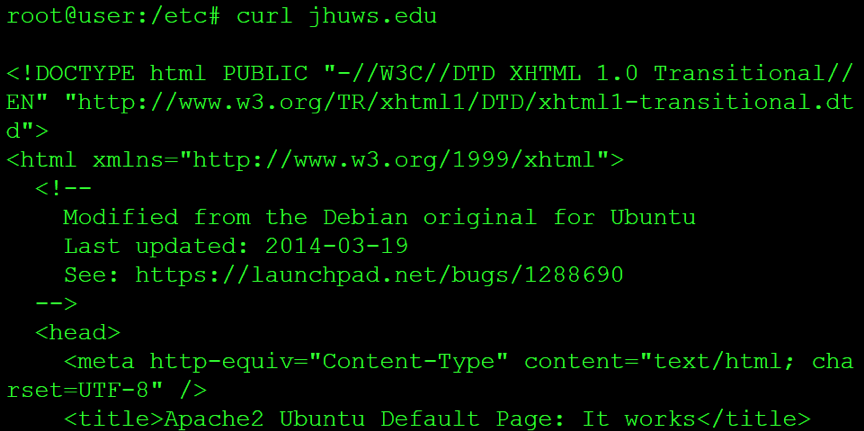 root@user:/etc# curl jhuws.edu
<!DOCTYPE html PUBLIC "-//W3C//DTD XHTML 1.0 Transitional//
EN" "http://www.w3.org/TR/xhtml1/DTD/xhtml1-transitional.dt
d">
<html xmlns="http://www.w3.org/1999/xhtml">
<!--
Modified from the Debian original for Ubuntu
Last updated: 2014-03-19
See: https://launchpad.net/bugs/1288690
-->
<head>
<meta http-equiv="Content-Type" content="text/html; cha
rset=UTF-8" />
<title>Apache2 Ubuntu Default Page: It works</title>